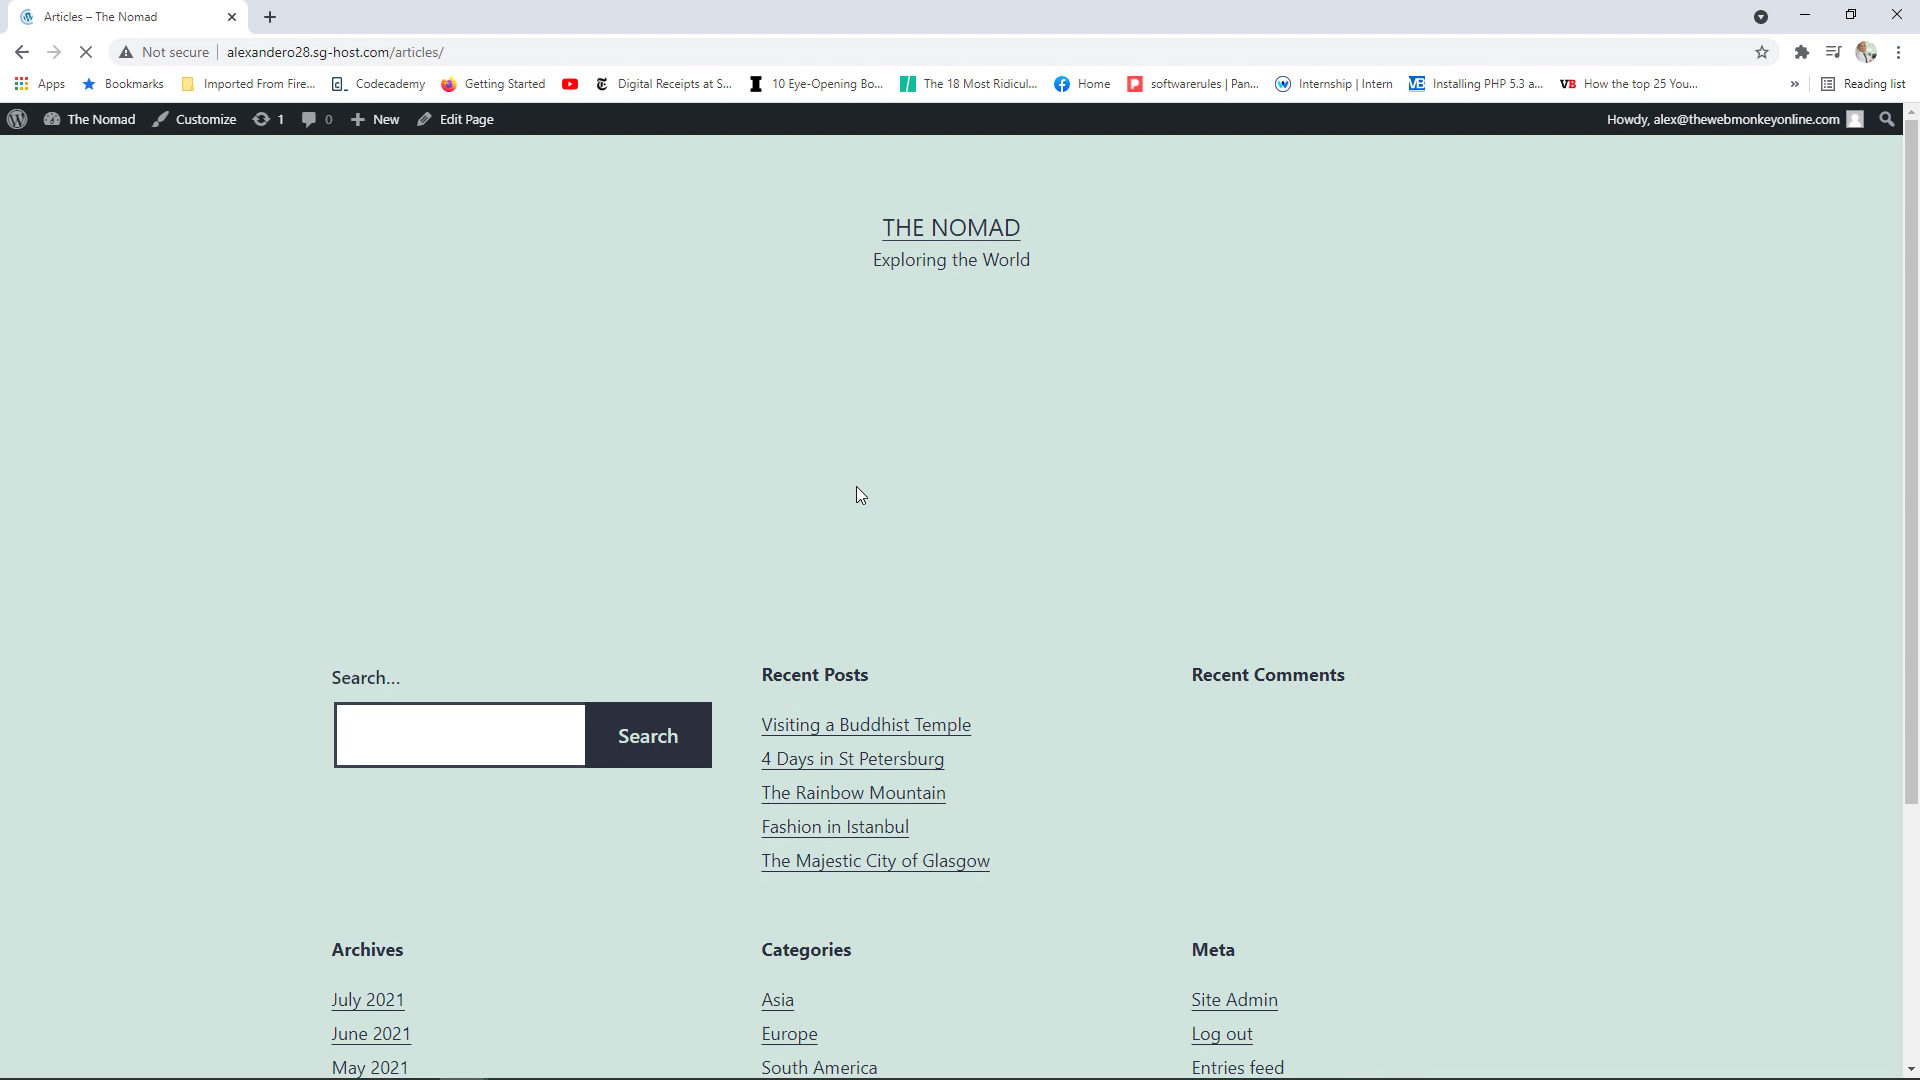 Articles – The Nomad
Not secure alexandero28.sg-host.com/articles/
Apps Bookmarks Imported From Fire... Codecademy Getting Started Digital Receipts at S... 10 Eye-Opening Bo... The 18 Most Ridicul... Home softwarerules | Pan... Internship | Intern Installing PHP 5.3 a... How the top 25 You... » Reading list
The Nomad Customize 1 0 New Edit Page Howdy, alex@thewebmonkeyonline.com
THE NOMAD
Exploring the World
Search...
Search
Recent Posts
Visiting a Buddhist Temple
4 Days in St Petersburg
The Rainbow Mountain
Fashion in Istanbul
The Majestic City of Glasgow
Recent Comments
Archives
July 2021
June 2021
May 2021
Categories
Asia
Europe
South America
Meta
Site Admin
Log out
Entries feed